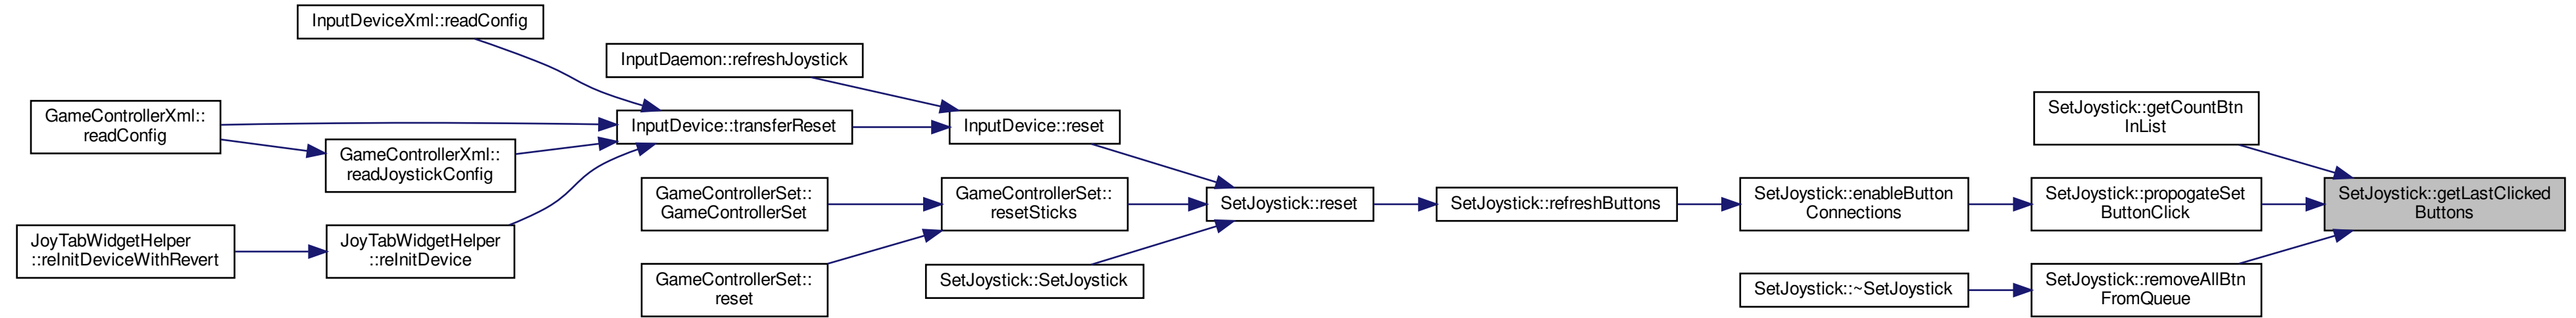 InputDeviceXml::readConfig
InputDaemon::refreshJoystick
GameControllerXml::
readConfig
InputDevice::transferReset
InputDevice::reset
GameControllerXml::
readJoystickConfig
JoyTabWidgetHelper
::reInitDeviceWithRevert
JoyTabWidgetHelper
::reInitDevice
GameControllerSet::
GameControllerSet
GameControllerSet::
resetSticks
GameControllerSet::
reset
SetJoystick::SetJoystick
SetJoystick::reset
SetJoystick::refreshButtons
SetJoystick::enableButton
Connections
SetJoystick::~SetJoystick
SetJoystick::getCountBtn
InList
SetJoystick::propogateSet
ButtonClick
SetJoystick::removeAllBtn
FromQueue
SetJoystick::getLastClicked
Buttons